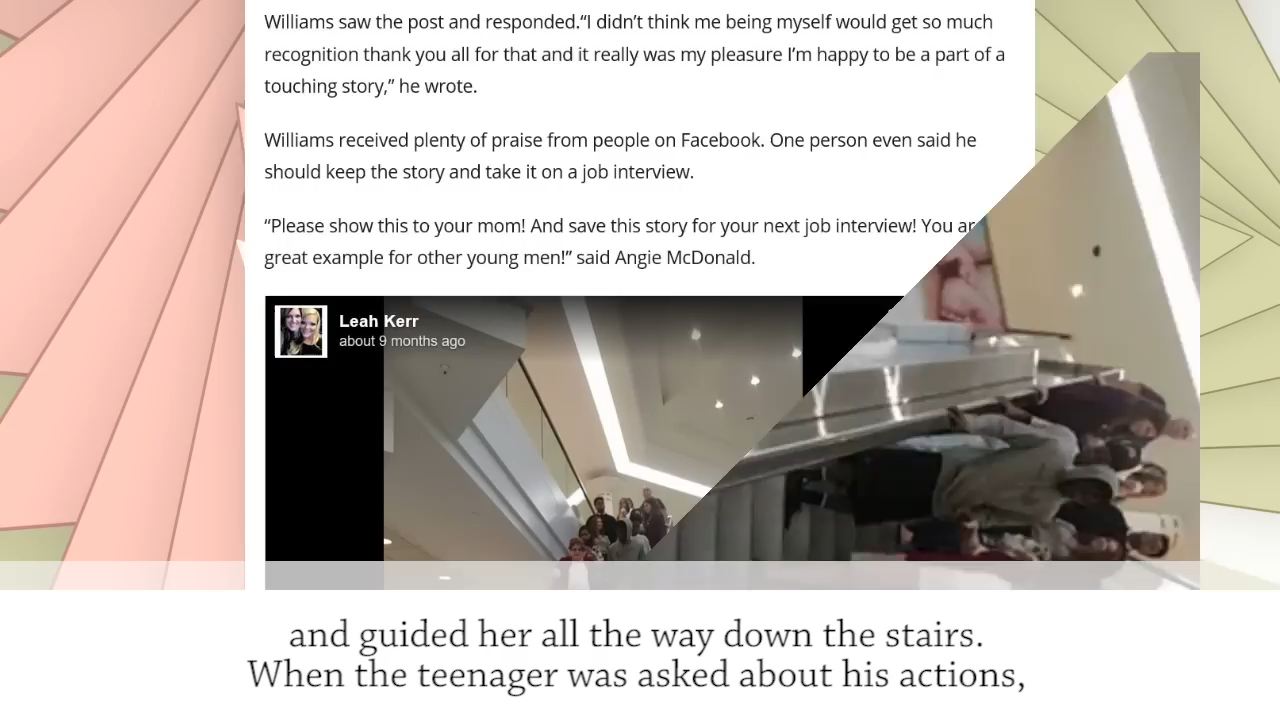 Williams saw the post and responded.“I didn’t think me being myself would get so much
recognition thank you all for that and it really was my pleasure I’m happy to be a part of a
touching story,” he wrote.
Williams received plenty of praise from people on Facebook. One person even said he
should keep the story and take it on a job interview.
“Please show this to your mom! And save this story for your next job interview! You ar
great example for other young men!” said Angie McDonald.
Leah Kerr
about 9 months ago
and guided her all the way down the stairs.
When the teenager was asked about his actions,